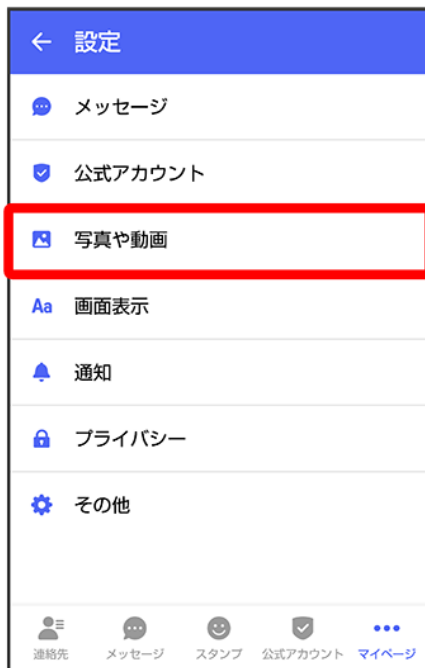 設定
メッセージ
公式アカウント
写真や動画
Aa 画面表示
通知
プライバシー
その他
連絡先 メッセージ スタンプ 公式アカウント マイページ